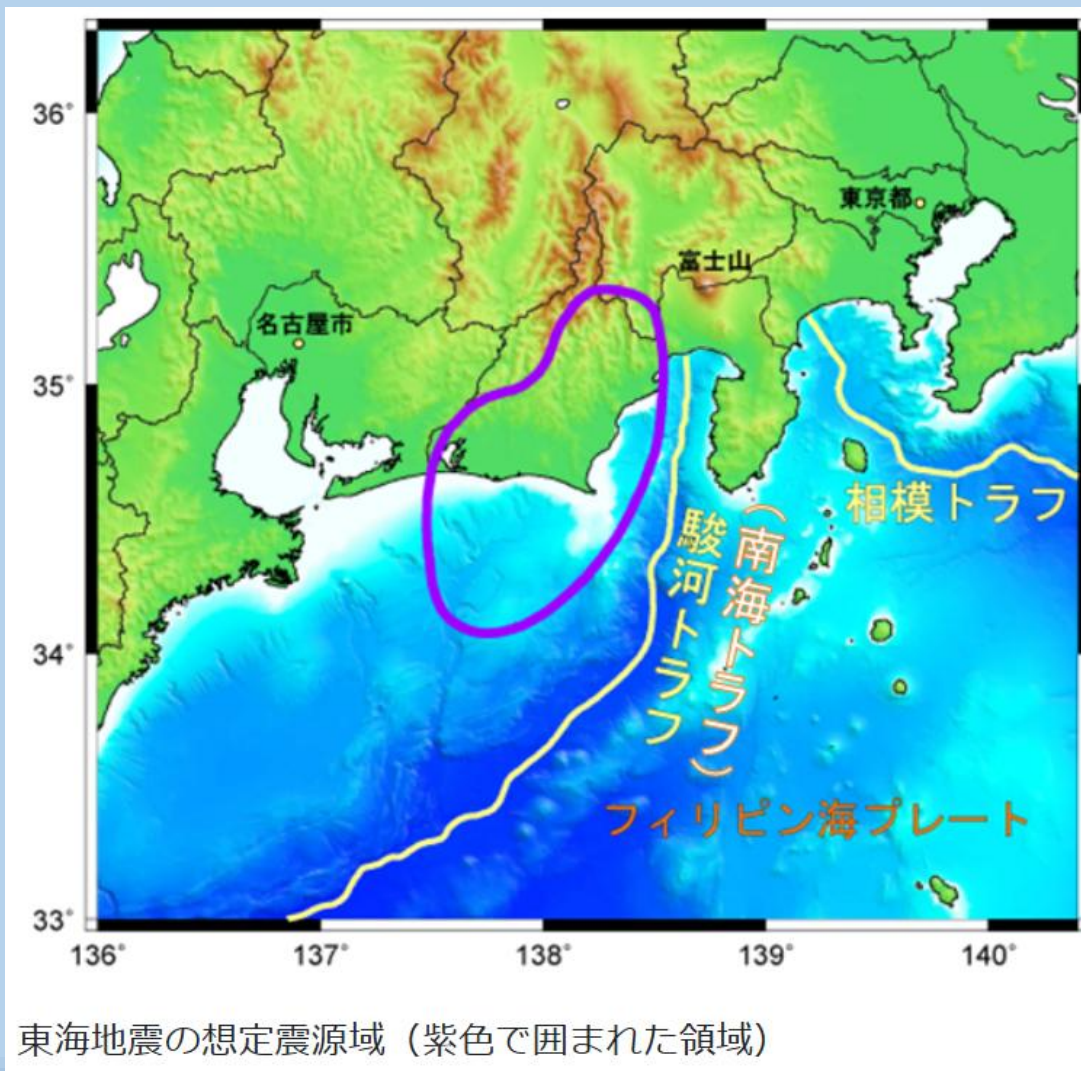 36°
東京都
富士山
名古屋市
35°
相模トラフ
駿河トラフ
（南海トラフ）
34°
フィリピン海プレート
33°
136°
137°
138°
139°
140°
東海地震の想定震源域（紫色で囲まれた領域）